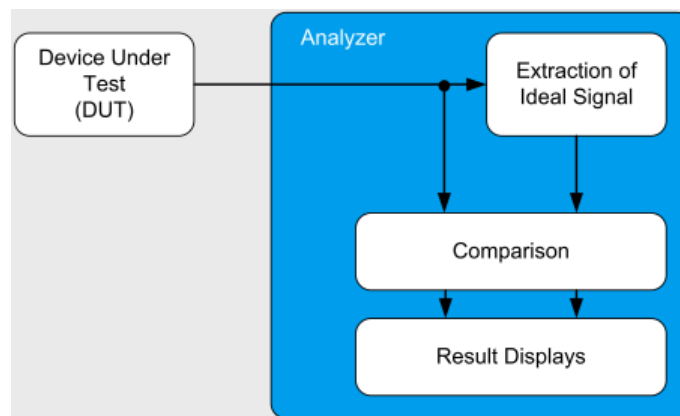 Analyzer
Device Under
Test
(DUT)
Extraction of
Ideal Signal
Comparison
Result Displays